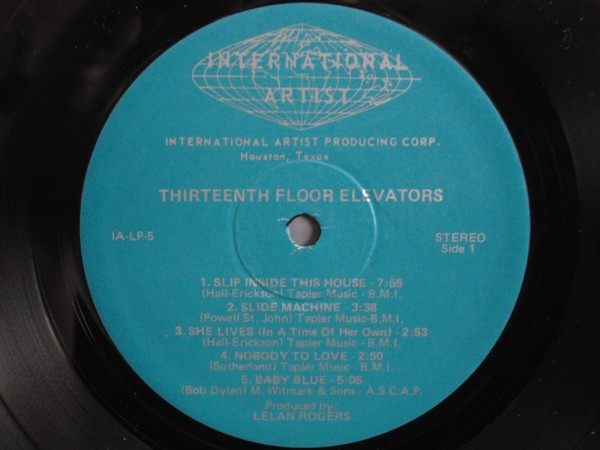 INTERNATIONAL
ARTIST
INTERNATIONAL ARTIST PRODUCING CORP.
Houston, Texas
THIRTEENTH FLOOR ELEVATORS
IA-LP-5
STEREO
Side 1
1. SLIP INSIDE THIS HOUSE - 7:55
(Hall-Erickson) Tapier Music - B.M.I.
2. SLIDE MACHINE - 3:38
(Powell St. John) Tapier Music-B.M.I.
3. SHE LIVES (In A Time Of Her Own) - 2:53
(Hall-Erickson) Tapier Music - B.M.I.
4. NOBODY TO LOVE - 2:50
(Sutherland) Tapier Music - B.M.I.
5. BABY BLUE - 5:05
(Bob Dylan) M. Witmark & Sons - A.S.C.A.P.
Produced by:
LELAN ROGERS